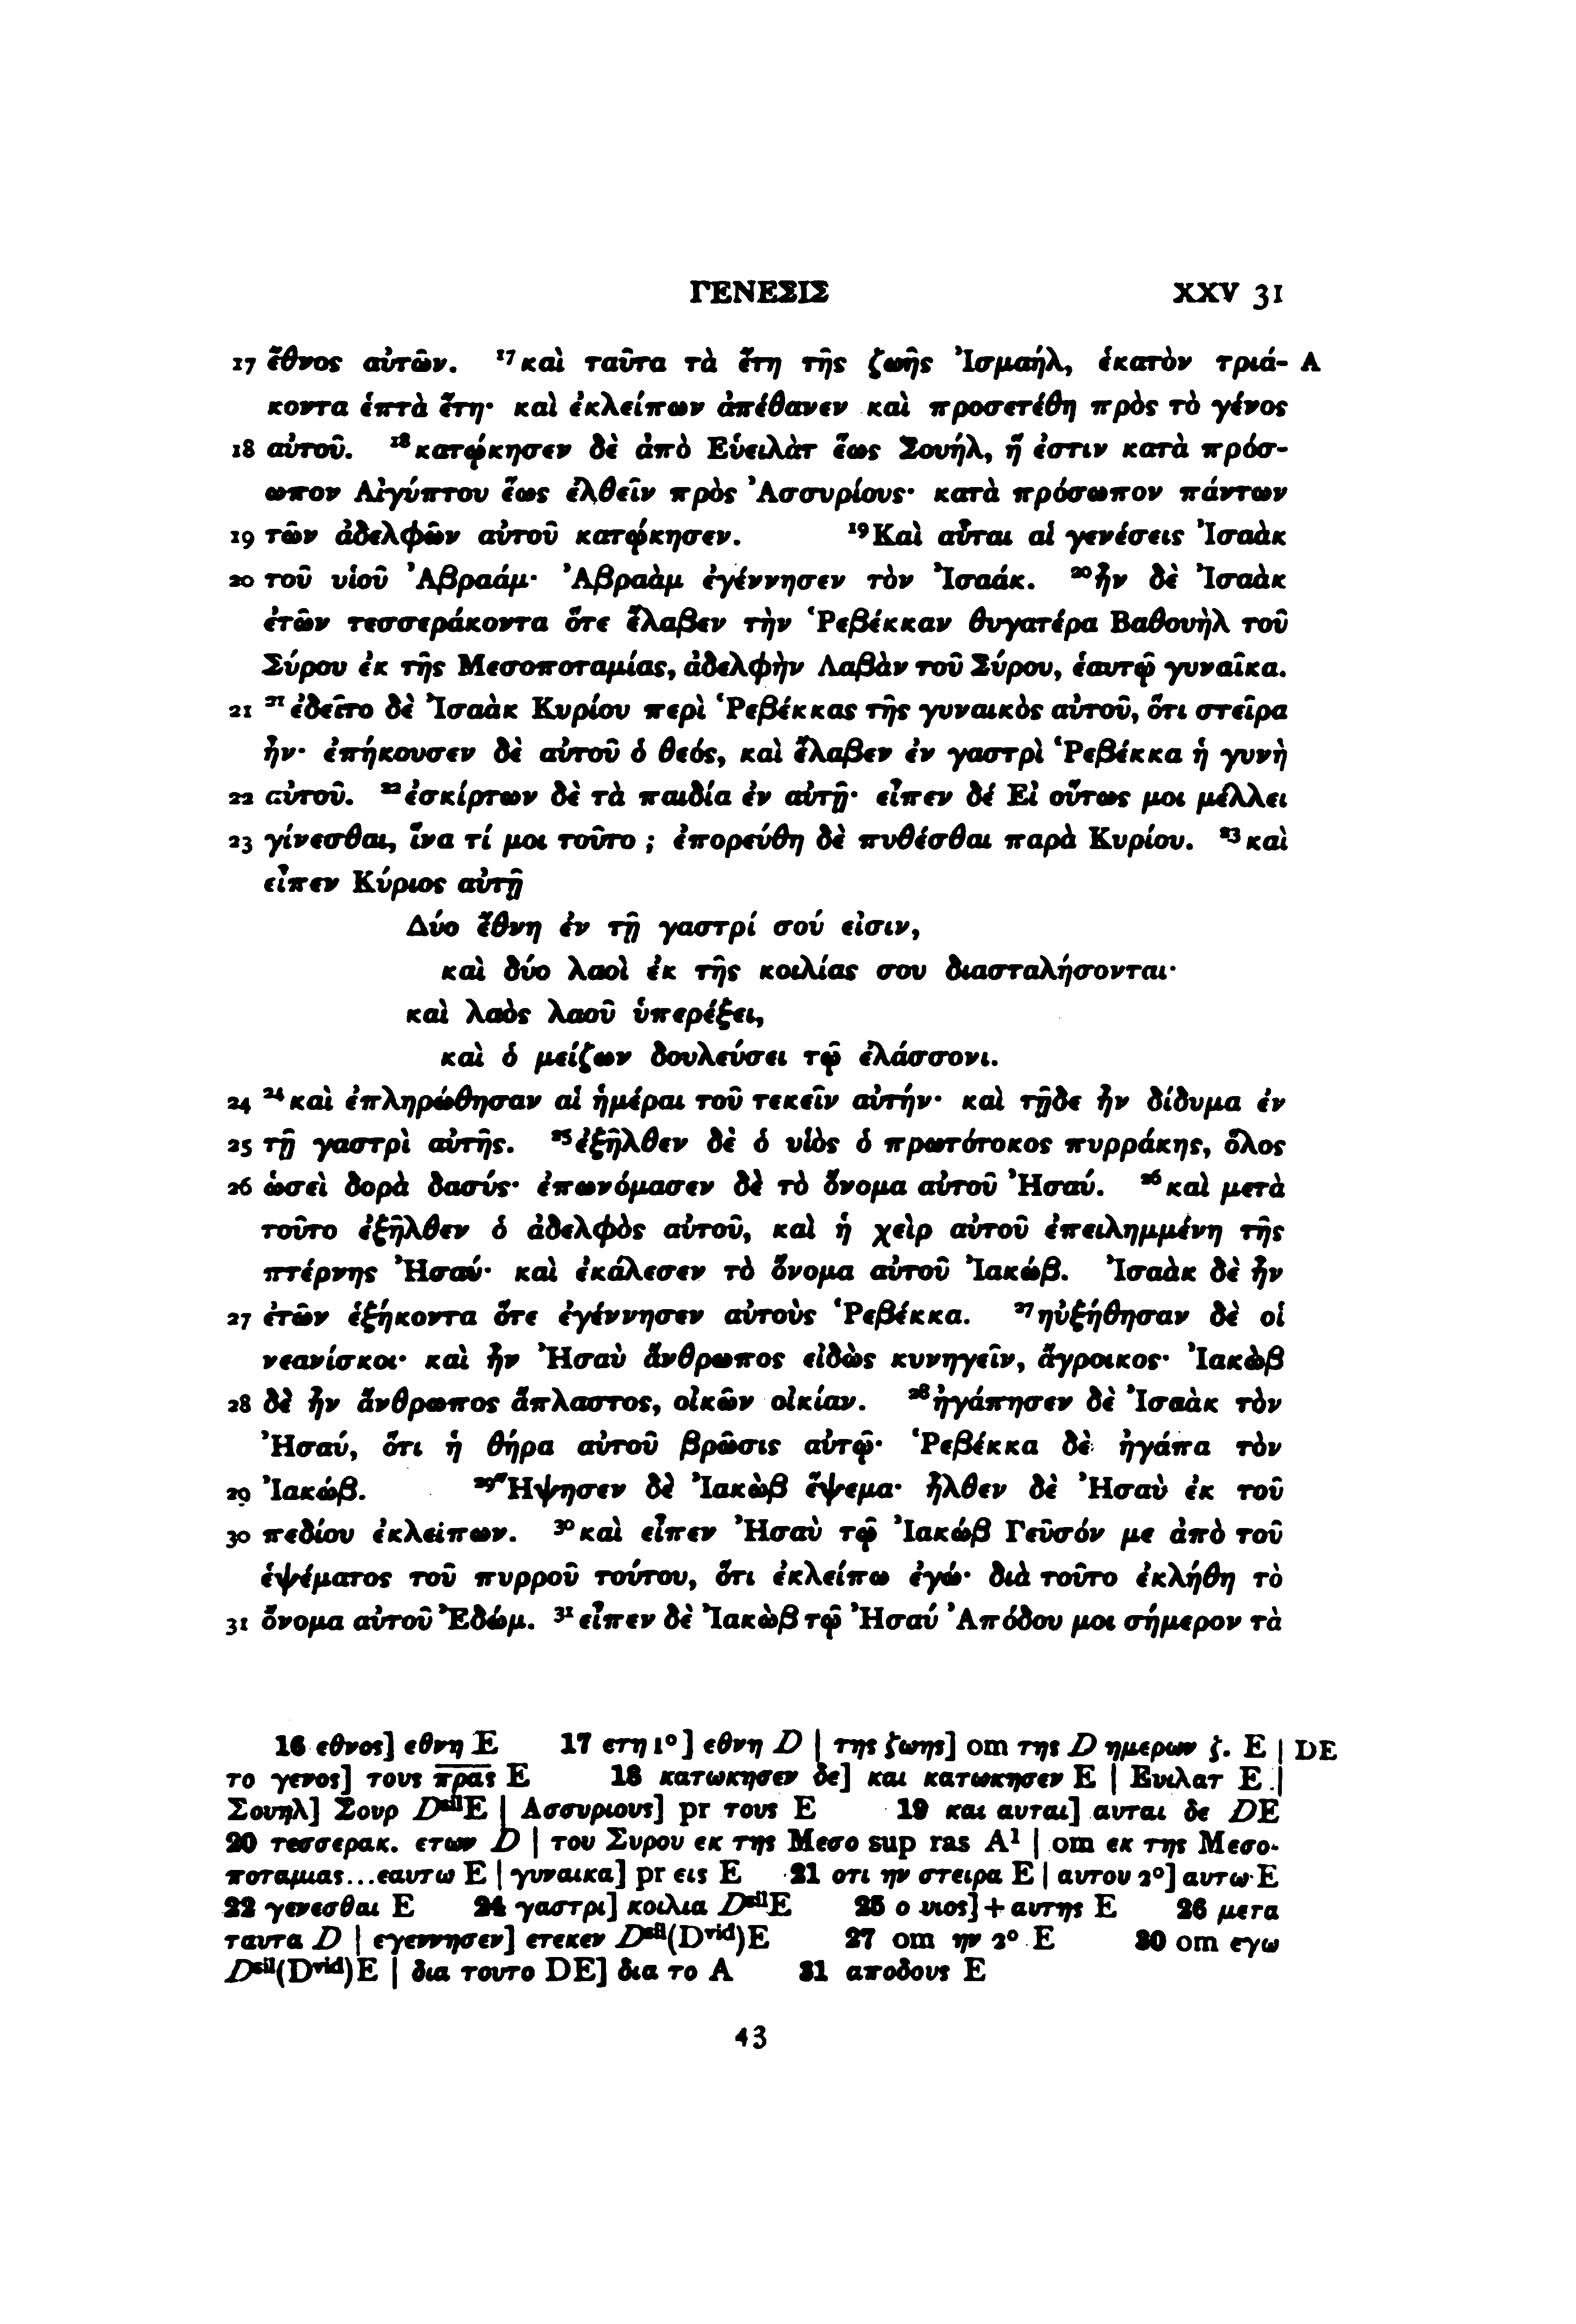 ΓΕΝΕΣΙΣ XXV 31
17 ἔθνος αὐτῶν. ¹⁷καὶ ταῦτα τὰ ἔτη τῆς ζωῆς Ἰσμαήλ, ἑκατὸν τριά- A
κοντα ἑπτὰ ἔτη· καὶ ἐκλείπων ἀπέθανεν καὶ προσετέθη πρὸς τὸ γένος
18 αὐτοῦ. ¹⁸κατῴκησεν δὲ ἀπὸ Εὑειλὰτ ἕως Σουήλ, ἥ ἐστιν κατὰ πρόσ-
ωπον Αἰγύπτου ἕως ἐλθεῖν πρὸς Ἀσσυρίους· κατὰ πρόσωπον πάντων
19 τῶν ἀδελφῶν αὐτοῦ κατῴκησεν. ¹⁹Καὶ αὗται αἱ γενέσεις Ἰσαὰκ
20 τοῦ υἱοῦ Ἀβραάμ· Ἀβραὰμ ἐγέννησεν τὸν Ἰσαάκ. ²⁰ἦν δὲ Ἰσαὰκ
ἐτῶν τεσσεράκοντα ὅτε ἔλαβεν τὴν Ῥεβέκκαν θυγατέρα Βαθουὴλ τοῦ
Σύρου ἐκ τῆς Μεσοποταμίας, ἀδελφὴν Λαβὰν τοῦ Σύρου, ἑαυτῷ γυναῖκα.
21 ²¹ἐδεῖτο δὲ Ἰσαὰκ Κυρίου περὶ Ῥεβέκκας τῆς γυναικὸς αὐτοῦ, ὅτι στεῖρα
ἦν· ἐπήκουσεν δὲ αὐτοῦ ὁ θεός, καὶ ἔλαβεν ἐν γαστρὶ Ῥεβέκκα ἡ γυνὴ
22 αὐτοῦ. ²²ἐσκίρτων δὲ τὰ παιδία ἐν αὐτῇ· εἶπεν δέ Εἰ οὕτως μοι μέλλει
23 γίνεσθαι, ἵνα τί μοι τοῦτο ; ἐπορεύθη δὲ πυθέσθαι παρὰ Κυρίου. ²³καὶ
εἶπεν Κύριος αὐτῇ
Δύο ἔθνη ἐν τῇ γαστρί σού εἰσιν,
καὶ δύο λαοὶ ἐκ τῆς κοιλίας σου διασταλήσονται·
καὶ λαὸς λαοῦ ὑπερέξει,
καὶ ὁ μείζων δουλεύσει τῷ ἐλάσσονι.
24 ²⁴καὶ ἐπληρώθησαν αἱ ἡμέραι τοῦ τεκεῖν αὐτήν· καὶ τῇδε ἦν δίδυμα ἐν
25 τῇ γαστρὶ αὐτῆς. ²⁵ἐξῆλθεν δὲ ὁ υἱὸς ὁ πρωτότοκος πυρράκης, ὅλος
26 ὡσεὶ δορὰ δασύς· ἐπωνόμασεν δὲ τὸ ὄνομα αὐτοῦ Ἠσαύ. ²⁶καὶ μετὰ
τοῦτο ἐξῆλθεν ὁ ἀδελφὸς αὐτοῦ, καὶ ἡ χεὶρ αὐτοῦ ἐπειλημμένη τῆς
πτέρνης Ἠσαύ· καὶ ἐκάλεσεν τὸ ὄνομα αὐτοῦ Ἰακώβ. Ἰσαὰκ δὲ ἦν
27 ἐτῶν ἑξήκοντα ὅτε ἐγέννησεν αὐτοὺς Ῥεβέκκα. ²⁷ηὐξήθησαν δὲ οἱ
νεανίσκοι· καὶ ἦν Ἠσαὺ ἄνθρωπος εἰδὼς κυνηγεῖν, ἄγροικος· Ἰακὼβ
28 δὲ ἦν ἄνθρωπος ἄπλαστος, οἰκῶν οἰκίαν. ²⁸ἠγάπησεν δὲ Ἰσαὰκ τὸν
Ἠσαύ, ὅτι ἡ θήρα αὐτοῦ βρῶσις αὐτῷ· Ῥεβέκκα δὲ ἠγάπα τὸν
29 Ἰακώβ. ²⁹Ἥψησεν δὲ Ἰακὼβ ἕψεμα· ἦλθεν δὲ Ἠσαὺ ἐκ τοῦ
30 πεδίου ἐκλείπων. ³⁰καὶ εἶπεν Ἠσαὺ τῷ Ἰακώβ Γεῦσόν με ἀπὸ τοῦ
ἑψέματος τοῦ πυρροῦ τούτου, ὅτι ἐκλείπω ἐγώ· διὰ τοῦτο ἐκλήθη τὸ
31 ὄνομα αὐτοῦ Ἐδώμ. ³¹εἶπεν δὲ Ἰακὼβ τῷ Ἠσαύ Ἀπόδου μοι σήμερον τὰ
16 εθνος] εθνη E 17 ετη 1º] εθνη D | της ζωης] om της D ημερων ζ. E | DE
το γενος] τους π̅ρ̅α̅ς̅ E 18 κατωκησεν δε] και κατωκησεν E | Ευιλατ E |
Σουηλ] Σουρ Dˢⁱˡ E | Ασσυριους] pr τους E 19 και αυται] αυται δε DE
20 τεσσερακ. ετων D | του Συρου εκ της Μεσο sup ras A¹ | om εκ της Μεσο-
ποταμιας...εαυτω E | γυναικα] pr εις E 21 οτι ην στειρα E | αυτου 2º] αυτω E
22 γενεσθαι E 24 γαστρι] κοιλια Dˢⁱˡ E 25 ο υιος] + αυτης E 26 μετα
ταυτα D | εγεννησεν] ετεκεν Dˢⁱˡ (Dᵛⁱᵈ) E 27 om ην 2º E 30 om εγω
Dˢⁱˡ (Dᵛⁱᵈ) E | δια τουτο DE] δια το A 31 αποδους E
43